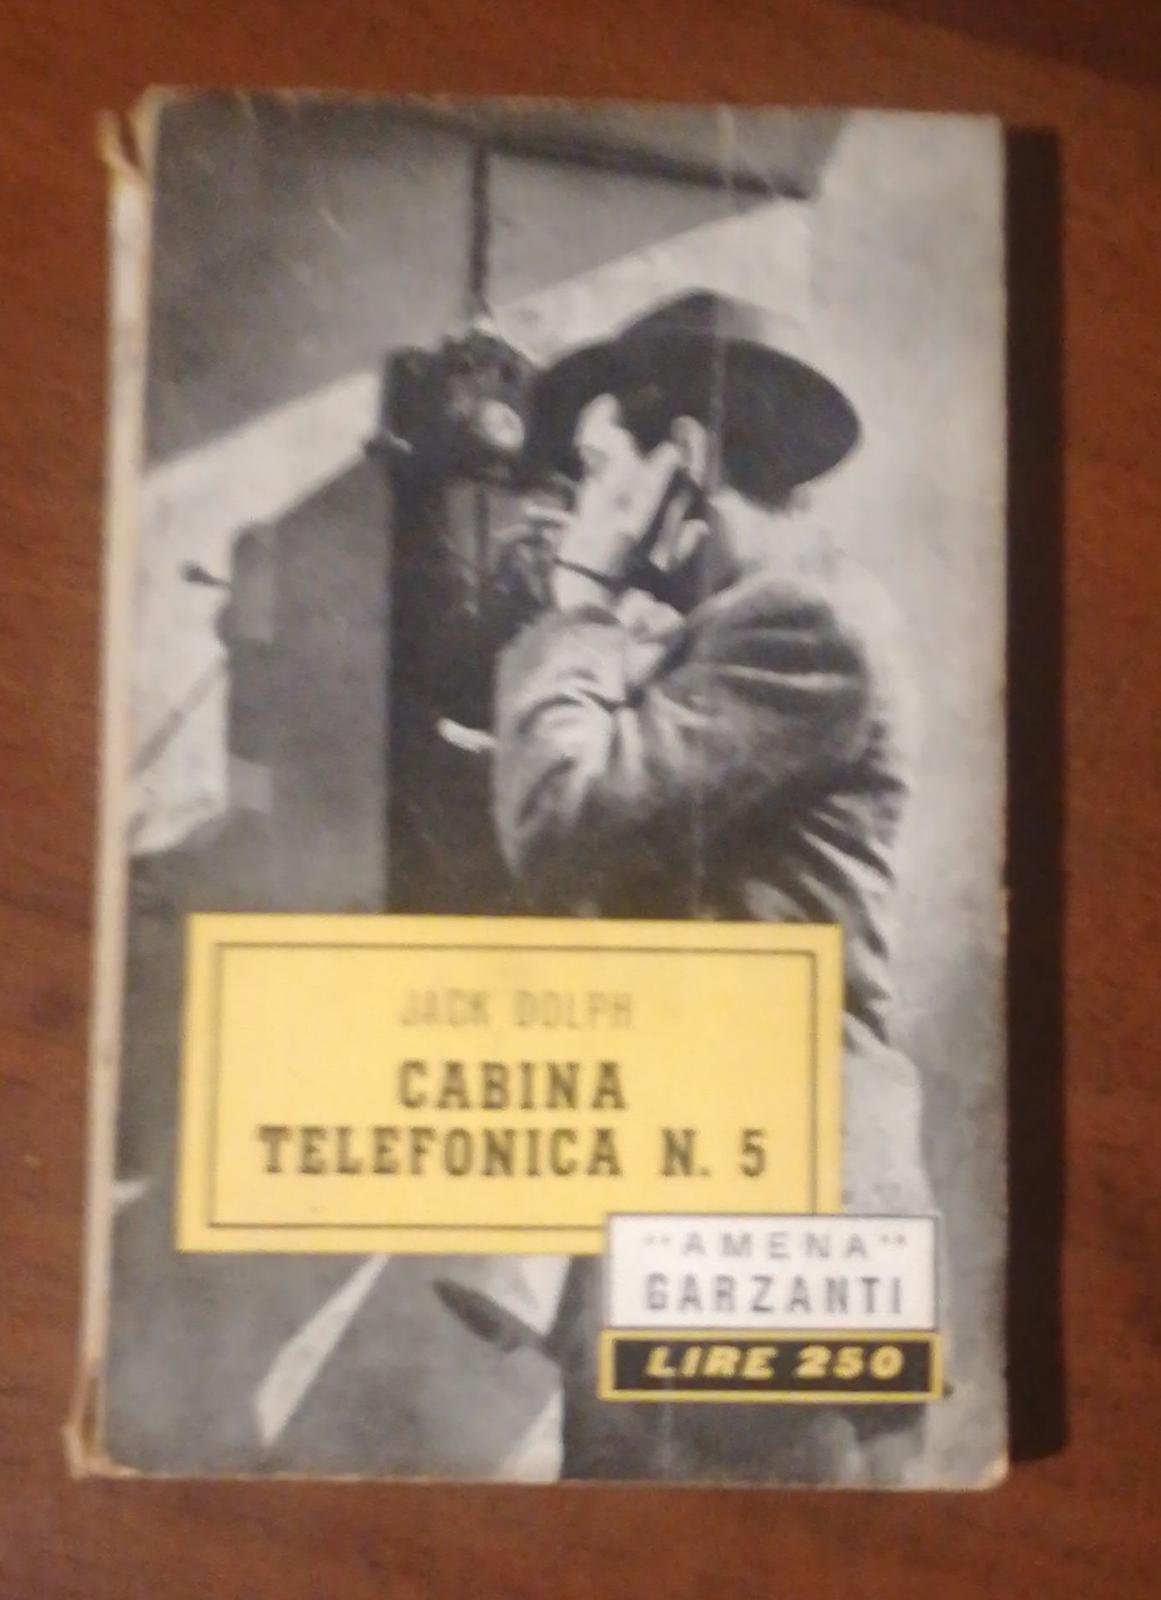 JACK DOLPH
CABINA
TELEFONICA N. 5
"AMENA"
GARZANTI
LIRE 250